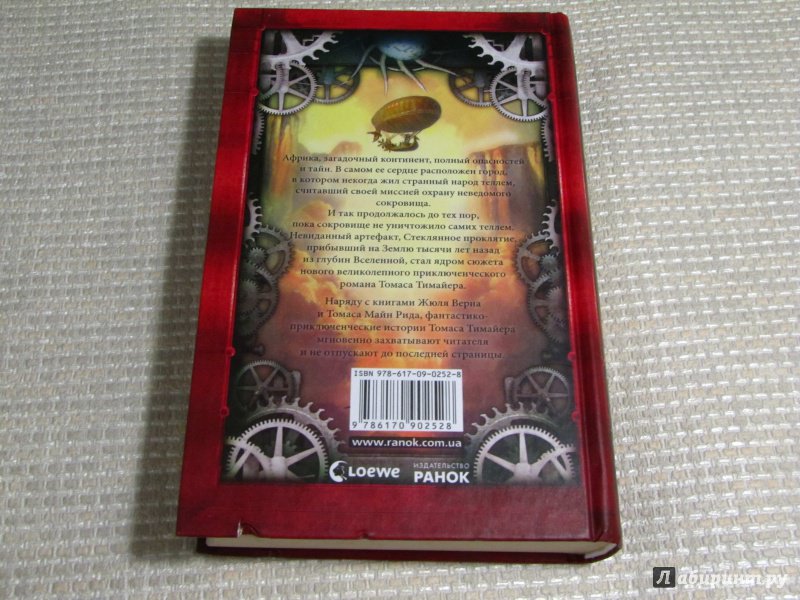 Африка, загадочный континент, полный опасностей
и тайн. В самом ее сердце расположен город,
в котором некогда жил странный народ теллем,
считавший своей миссией охрану неведомого
сокровища.
И так продолжалось до тех пор,
пока сокровище не уничтожило самих теллем.
Невиданный артефакт, Стеклянное проклятие,
прибывший на Землю тысячи лет назад
из глубин Вселенной, стал ядром сюжета
нового великолепного приключенческого
романа Томаса Тимайера.
Наряду с книгами Жюля Верна
и Томаса Майн Рида, фантастико-
приключенческие истории Томаса Тимайера
мгновенно захватывают читателя
и не отпускают до последней страницы.
ISBN 978-617-09-0252-8
9 786170 902528
www.ranok.com.ua
Loewe
ИЗДАТЕЛЬСТВО
РАНОК
Лабиринт.ру